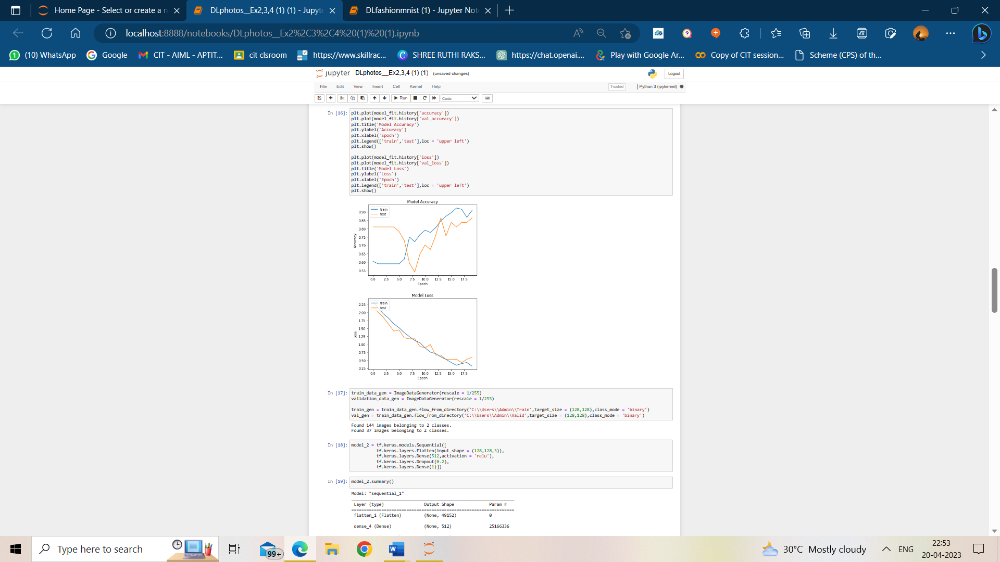 Home Page - Select or create a n
DLphotos__Ex2,3,4 (1) (1) - Jupyte
DLfashionmnist (1) - Jupyter Not
localhost:8888/notebooks/DLphotos__Ex2%2C3%2C4%20(1)%20(1).ipynb
(10) WhatsApp
Google
CIT - AIML - APTIT...
cit clsroom
https://www.skillrac...
SHREE RUTHI RAKS...
https://chat.openai....
Play with Google Ar...
Copy of CIT session...
Scheme (CPS) of th...
jupyter DLphotos__Ex2,3,4 (1) (1) (unsaved changes)
Logout
File Edit View Insert Cell Kernel Help
Trusted
Python 3 (ipykernel)
Run
Code
In [16]: plt.plot(model_fit.history['accuracy'])
plt.plot(model_fit.history['val_accuracy'])
plt.title('Model Accuracy')
plt.ylabel('Accuracy')
plt.xlabel('Epoch')
plt.legend(['train','test'],loc = 'upper left')
plt.show()
plt.plot(model_fit.history['loss'])
plt.plot(model_fit.history['val_loss'])
plt.title('Model Loss')
plt.ylabel('Loss')
plt.xlabel('Epoch')
plt.legend(['train','test'],loc = 'upper left')
plt.show()
Model Accuracy
train
test
0.90
0.85
0.80
0.75
0.70
0.65
0.60
0.55
Accuracy
0.0 2.5 5.0 7.5 10.0 12.5 15.0 17.5
Epoch
Model Loss
train
test
2.25
2.00
1.75
1.50
1.25
1.00
0.75
0.50
0.25
Loss
0.0 2.5 5.0 7.5 10.0 12.5 15.0 17.5
Epoch
In [17]: train_data_gen = ImageDataGenerator(rescale = 1/255)
validation_data_gen = ImageDataGenerator(rescale = 1/255)
train_gen = train_data_gen.flow_from_directory('C:\\Users\\Admin\\Train',target_size = (128,128),class_mode = 'binary')
val_gen = train_data_gen.flow_from_directory('C:\\Users\\Admin\\Valid',target_size = (128,128),class_mode = 'binary')
Found 144 images belonging to 2 classes.
Found 37 images belonging to 2 classes.
In [18]: model_2 = tf.keras.models.Sequential([
tf.keras.layers.Flatten(input_shape = (128,128,3)),
tf.keras.layers.Dense(512,activation = 'relu'),
tf.keras.layers.Dropout(0.2),
tf.keras.layers.Dense(1)])
In [19]: model_2.summary()
Model: "sequential_1"
Layer (type) Output Shape Param #
flatten_1 (Flatten) (None, 49152) 0
dense_4 (Dense) (None, 512) 25166336
Type here to search
99+
30°C Mostly cloudy
ENG
22:53
20-04-2023